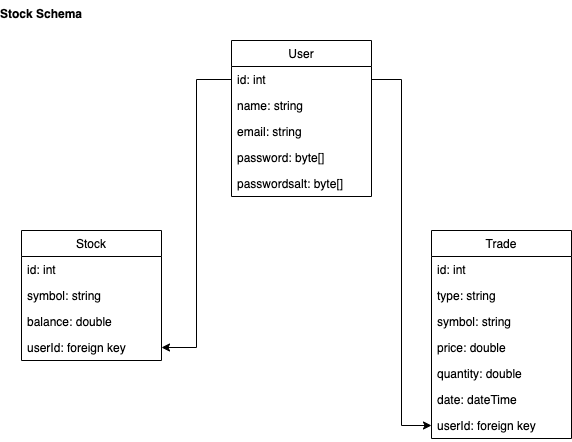 Stock Schema
User
id: int
name: string
email: string
password: byte[]
passwordsalt: byte[]
Stock
id: int
symbol: string
balance: double
userId: foreign key
Trade
id: int
type: string
symbol: string
price: double
quantity: double
date: dateTime
userId: foreign key